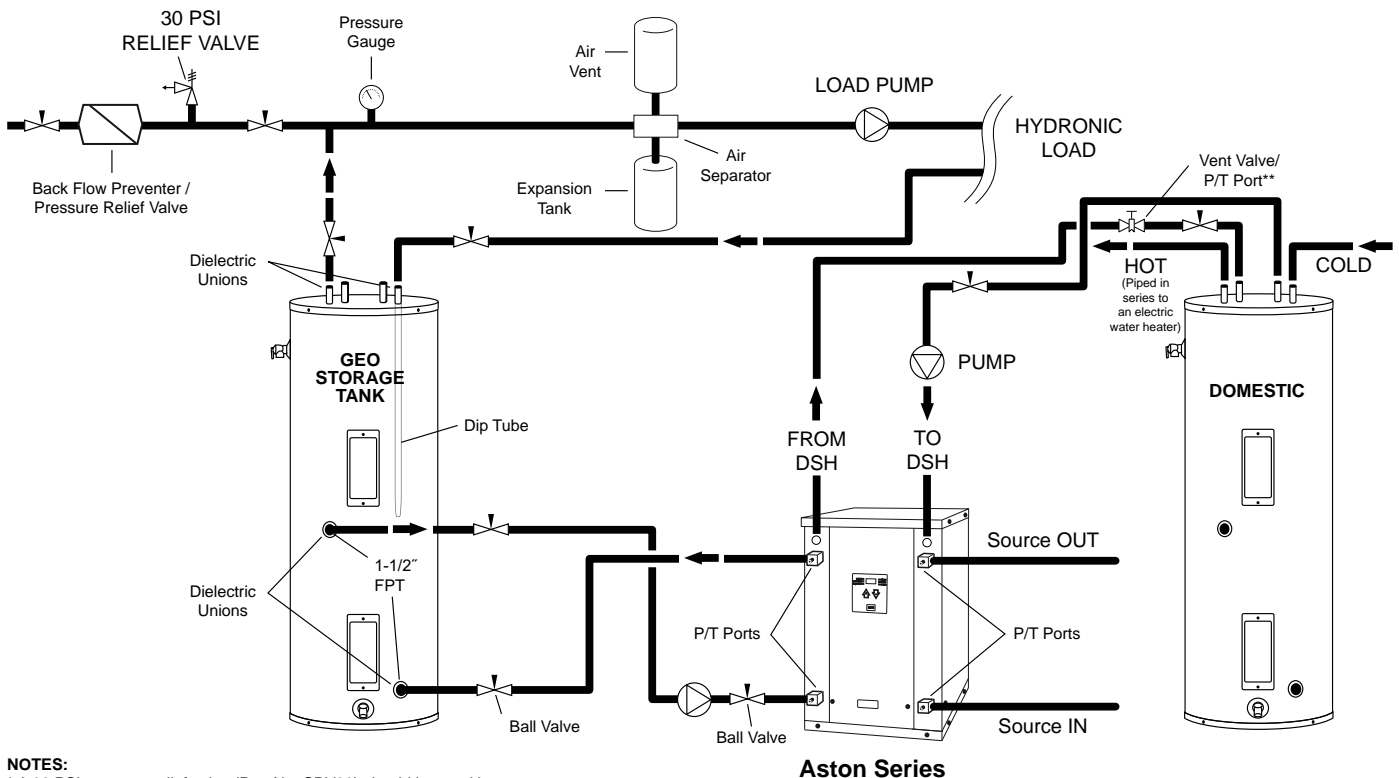 30 PSI
RELIEF VALVE
Pressure
Gauge
Air
Vent
LOAD PUMP
HYDRONIC
LOAD
Vent Valve/
P/T Port**
Back Flow Preventer /
Pressure Relief Valve
Expansion
Tank
Air
Separator
Dielectric
Unions
HOT
(Piped in
series to
an electric
water heater)
COLD
GEO
STORAGE
TANK
PUMP
DOMESTIC
Dip Tube
FROM
DSH
TO
DSH
Source OUT
1-1/2˝
FPT
Dielectric
Unions
P/T Ports
P/T Ports
Ball Valve
Ball Valve
Source IN
NOTES:
Aston Series